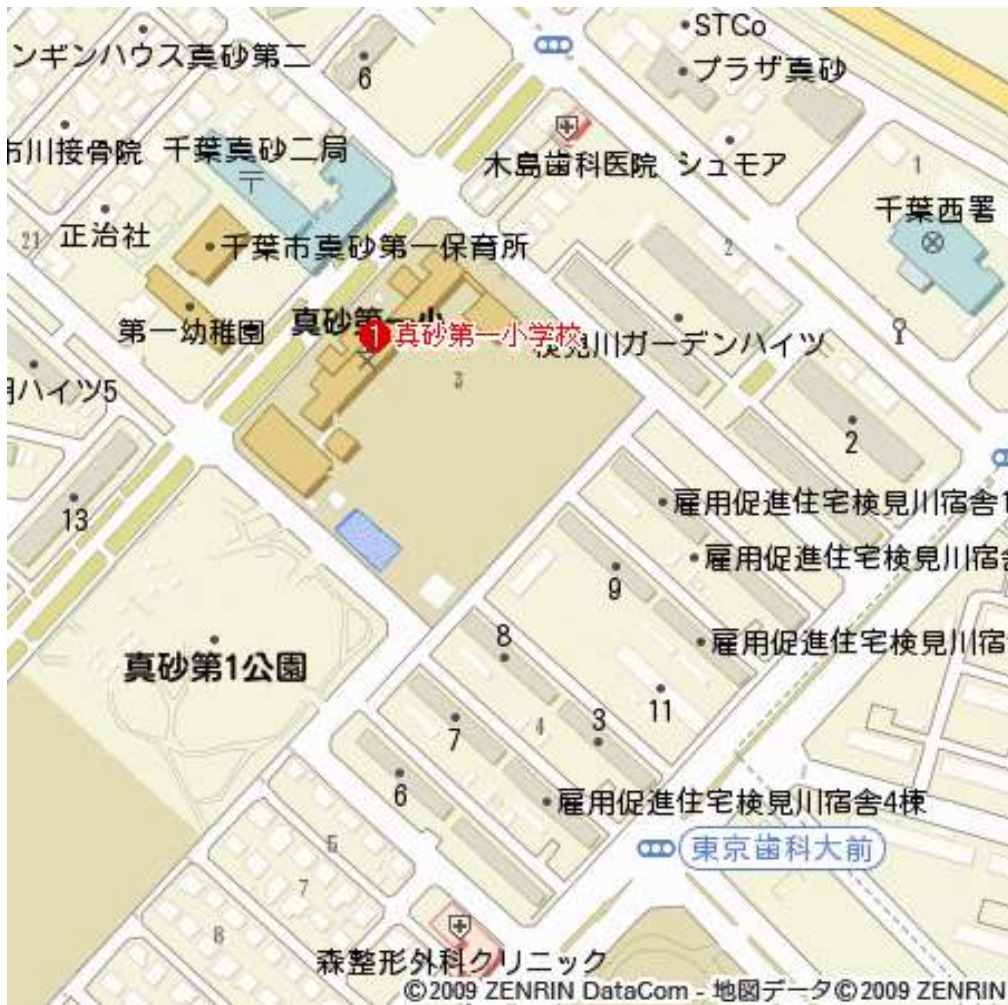 STCo
ンギンハウス真砂第二
プラザ真砂
6
市川接骨院
千葉真砂二局
木島歯科医院
シュモア
1
千葉西署
21
正治社
千葉市真砂第一保育所
2
第一幼稚園
真砂第一小
1
真砂第一小学校
検見川ガーデンハイツ
3
ハイツ5
2
13
雇用促進住宅検見川宿舎1
雇用促進住宅検見川宿舎
9
8
雇用促進住宅検見川宿
真砂第1公園
11
7
4
3
6
雇用促進住宅検見川宿舎4棟
5
東京歯科大前
7
8
森整形外科クリニック
©2009 ZENRIN DataCom - 地図データ©2009 ZENRIN